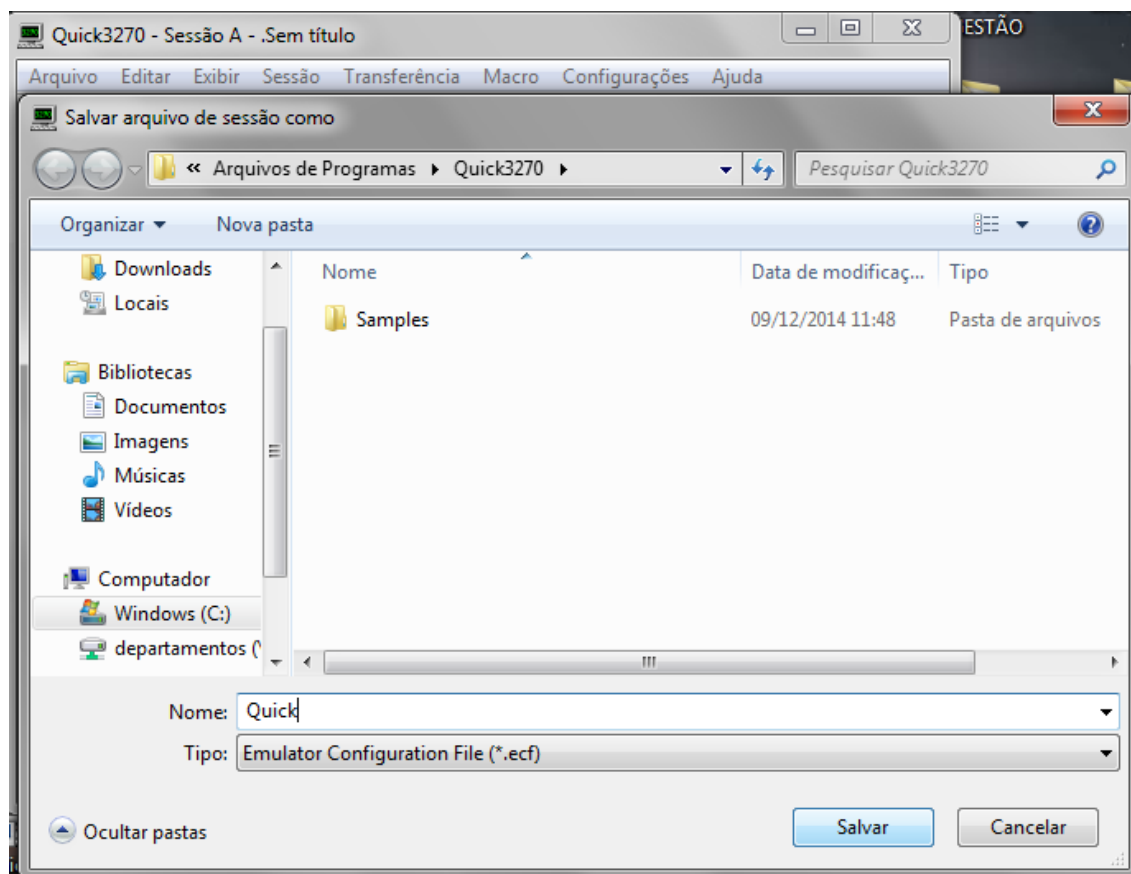 Quick3270 - Sessão A - .Sem título
ESTÃO
Arquivo Editar Exibir Sessão Transferência Macro Configurações Ajuda
Salvar arquivo de sessão como
« Arquivos de Programas Quick3270
Pesquisar Quick3270
Organizar Nova pasta
Nome Data de modificaç... Tipo
Samples 09/12/2014 11:48 Pasta de arquivos
Downloads
Locais
Bibliotecas
Documentos
Imagens
Músicas
Vídeos
Computador
Windows (C:)
departamentos (
Nome: Quick
Tipo: Emulator Configuration File (*.ecf)
Ocultar pastas
Salvar Cancelar